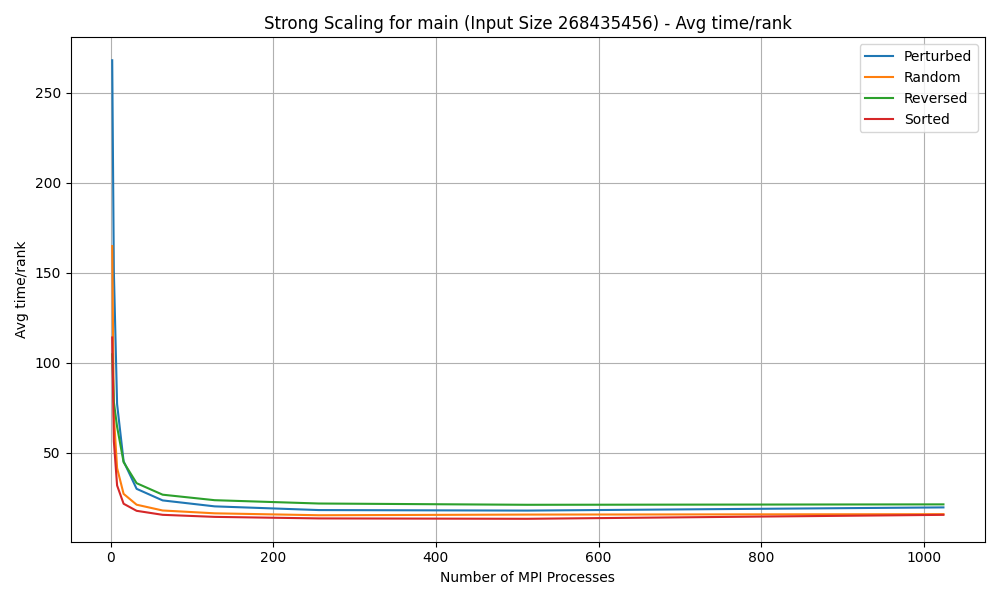 Strong Scaling for main (Input Size 268435456) - Avg time/rank
Perturbed
Random
Reversed
Sorted
Avg time/rank
250
200
150
100
50
0
200
400
600
800
1000
Number of MPI Processes